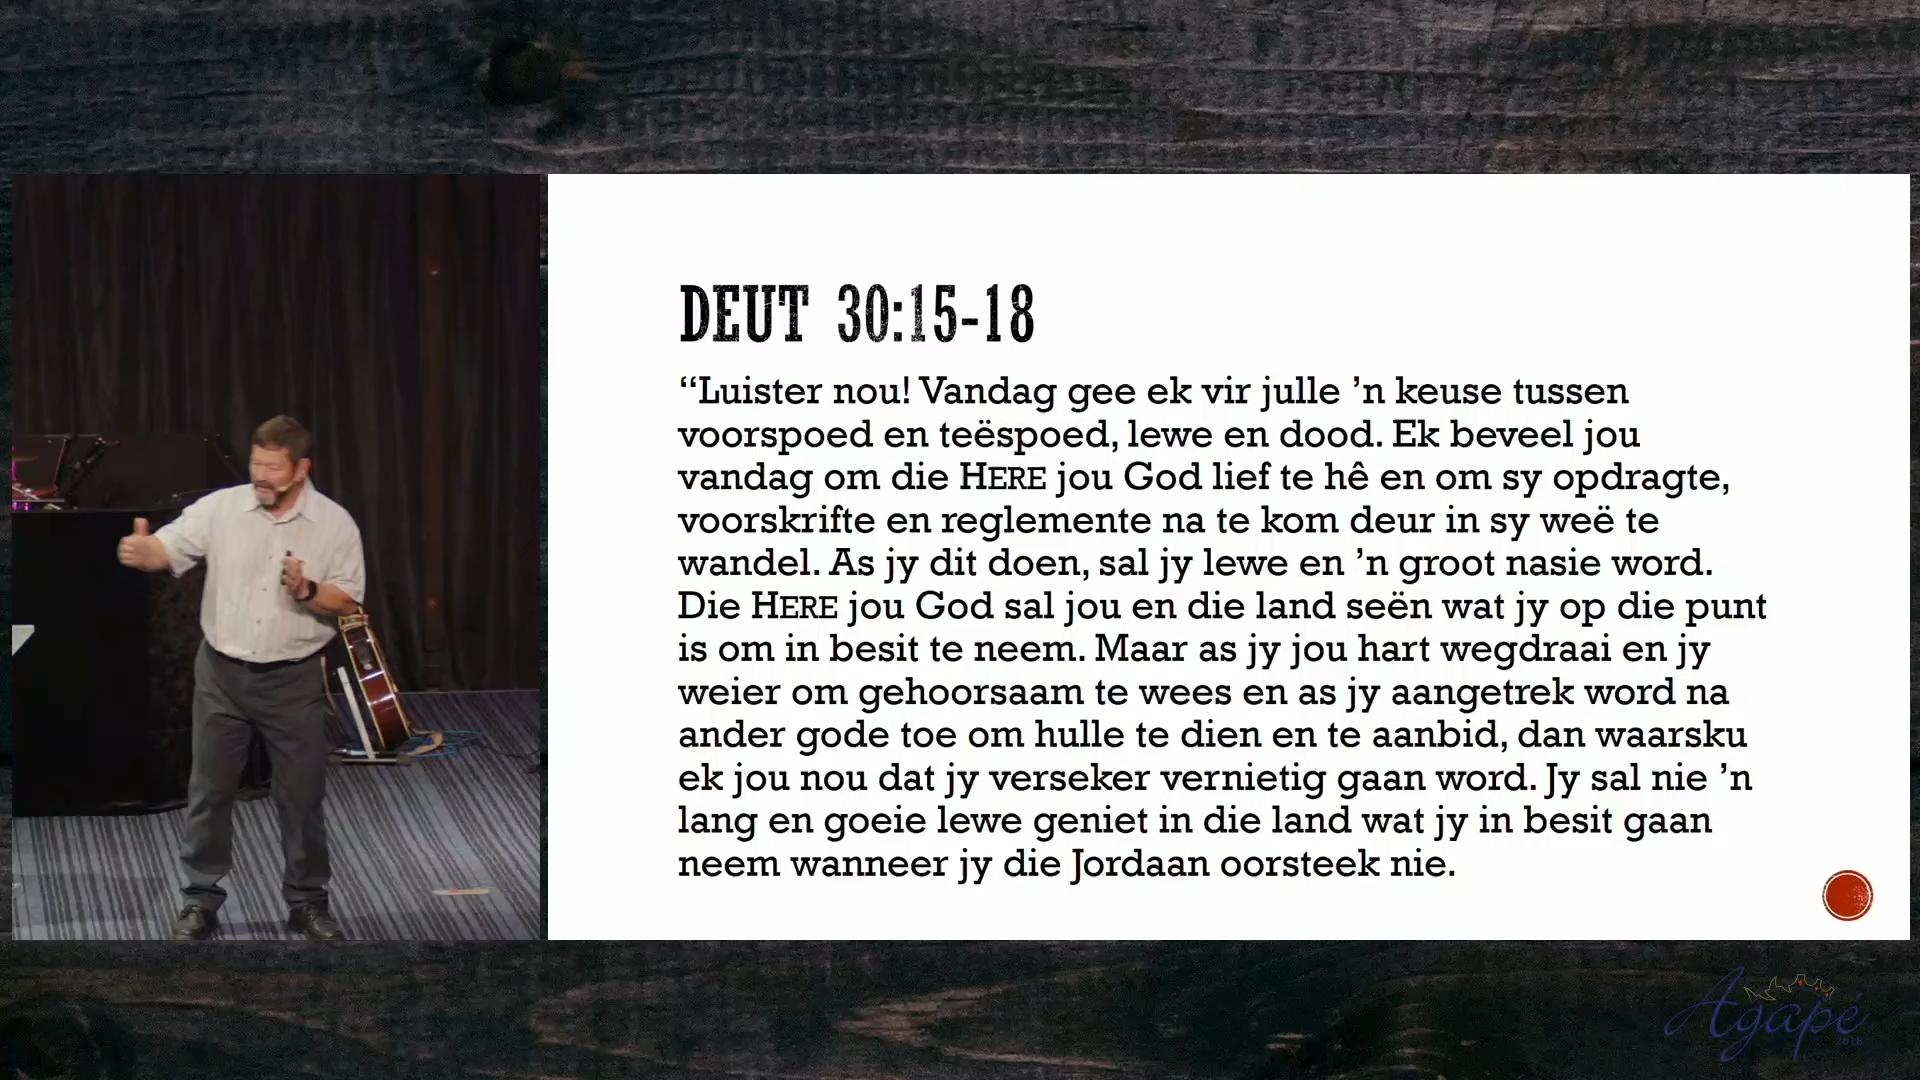 DEUT 30:15-18
“Luister nou! Vandag gee ek vir julle ’n keuse tussen
voorspoed en teëspoed, lewe en dood. Ek beveel jou
vandag om die HERE jou God lief te hê en om sy opdragte,
voorskrifte en reglemente na te kom deur in sy weë te
wandel. As jy dit doen, sal jy lewe en ’n groot nasie word.
Die HERE jou God sal jou en die land seën wat jy op die punt
is om in besit te neem. Maar as jy jou hart wegdraai en jy
weier om gehoorsaam te wees en as jy aangetrek word na
ander gode toe om hulle te dien en te aanbid, dan waarsku
ek jou nou dat jy verseker vernietig gaan word. Jy sal nie ’n
lang en goeie lewe geniet in die land wat jy in besit gaan
neem wanneer jy die Jordaan oorsteek nie.
Agapé